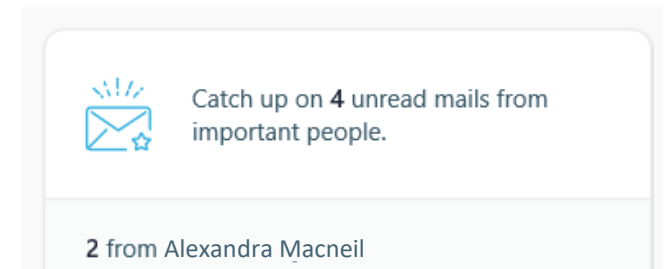 Catch up on 4 unread mails from
important people.
2 from Alexandra Macneil